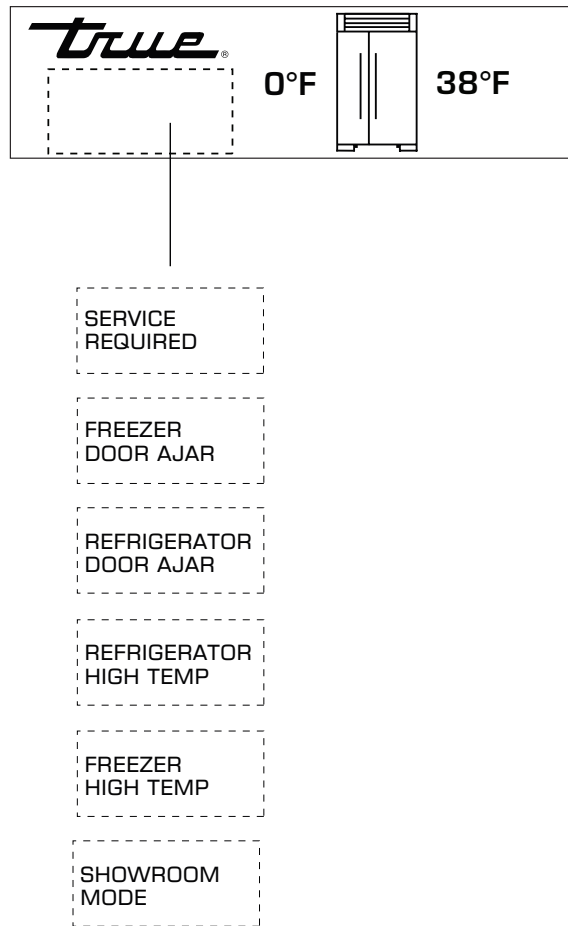 true®
0°F
38°F
SERVICE
REQUIRED
FREEZER
DOOR AJAR
REFRIGERATOR
DOOR AJAR
REFRIGERATOR
HIGH TEMP
FREEZER
HIGH TEMP
SHOWROOM
MODE